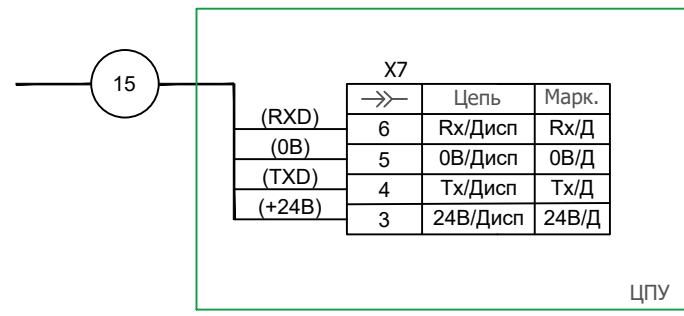 X7
15
Цепь Марк.
(RXD) 6 Rx/Дисп Rx/Д
(0В) 5 0В/Дисп 0В/Д
(TXD) 4 Tx/Дисп Tx/Д
(+24В) 3 24В/Дисп 24В/Д
ЦПУ